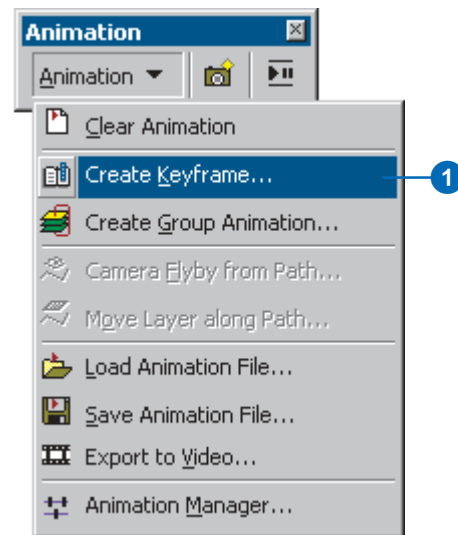 Animation
Animation
Clear Animation
Create Keyframe...
1
Create Group Animation...
Camera Flyby from Path...
Move Layer along Path...
Load Animation File...
Save Animation File...
Export to Video...
Animation Manager...